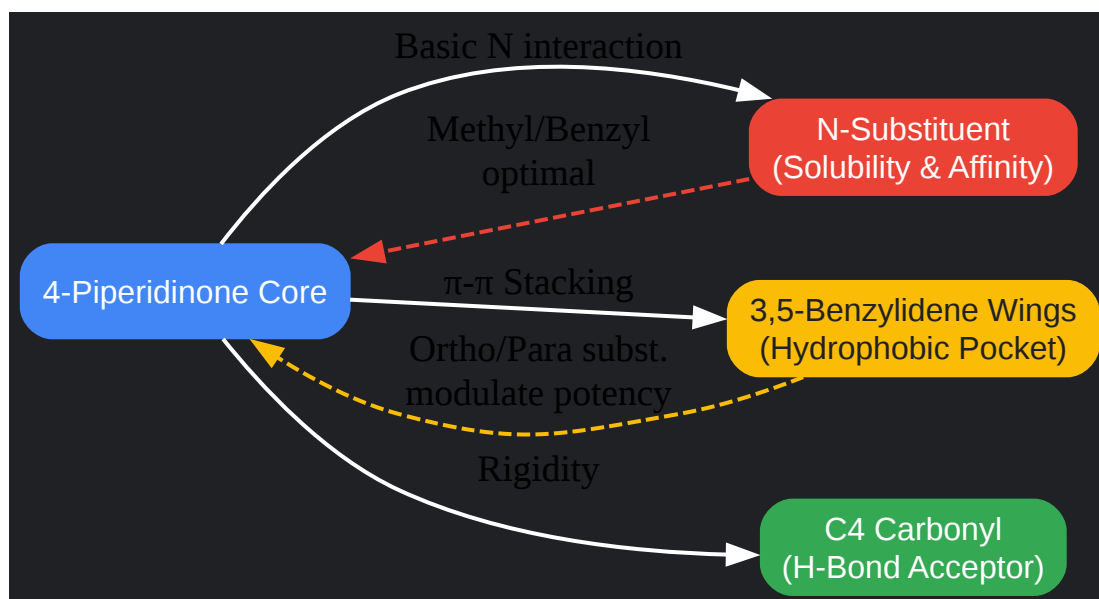 Basic N interaction
N-Substituent
(Solubility & Affinity)
Methyl/Benzyl
optimal
4-Piperidinone Core
π-π Stacking
3,5-Benzylidene Wings
(Hydrophobic Pocket)
Ortho/Para subst.
modulate potency
Rigidity
C4 Carbonyl
(H-Bond Acceptor)